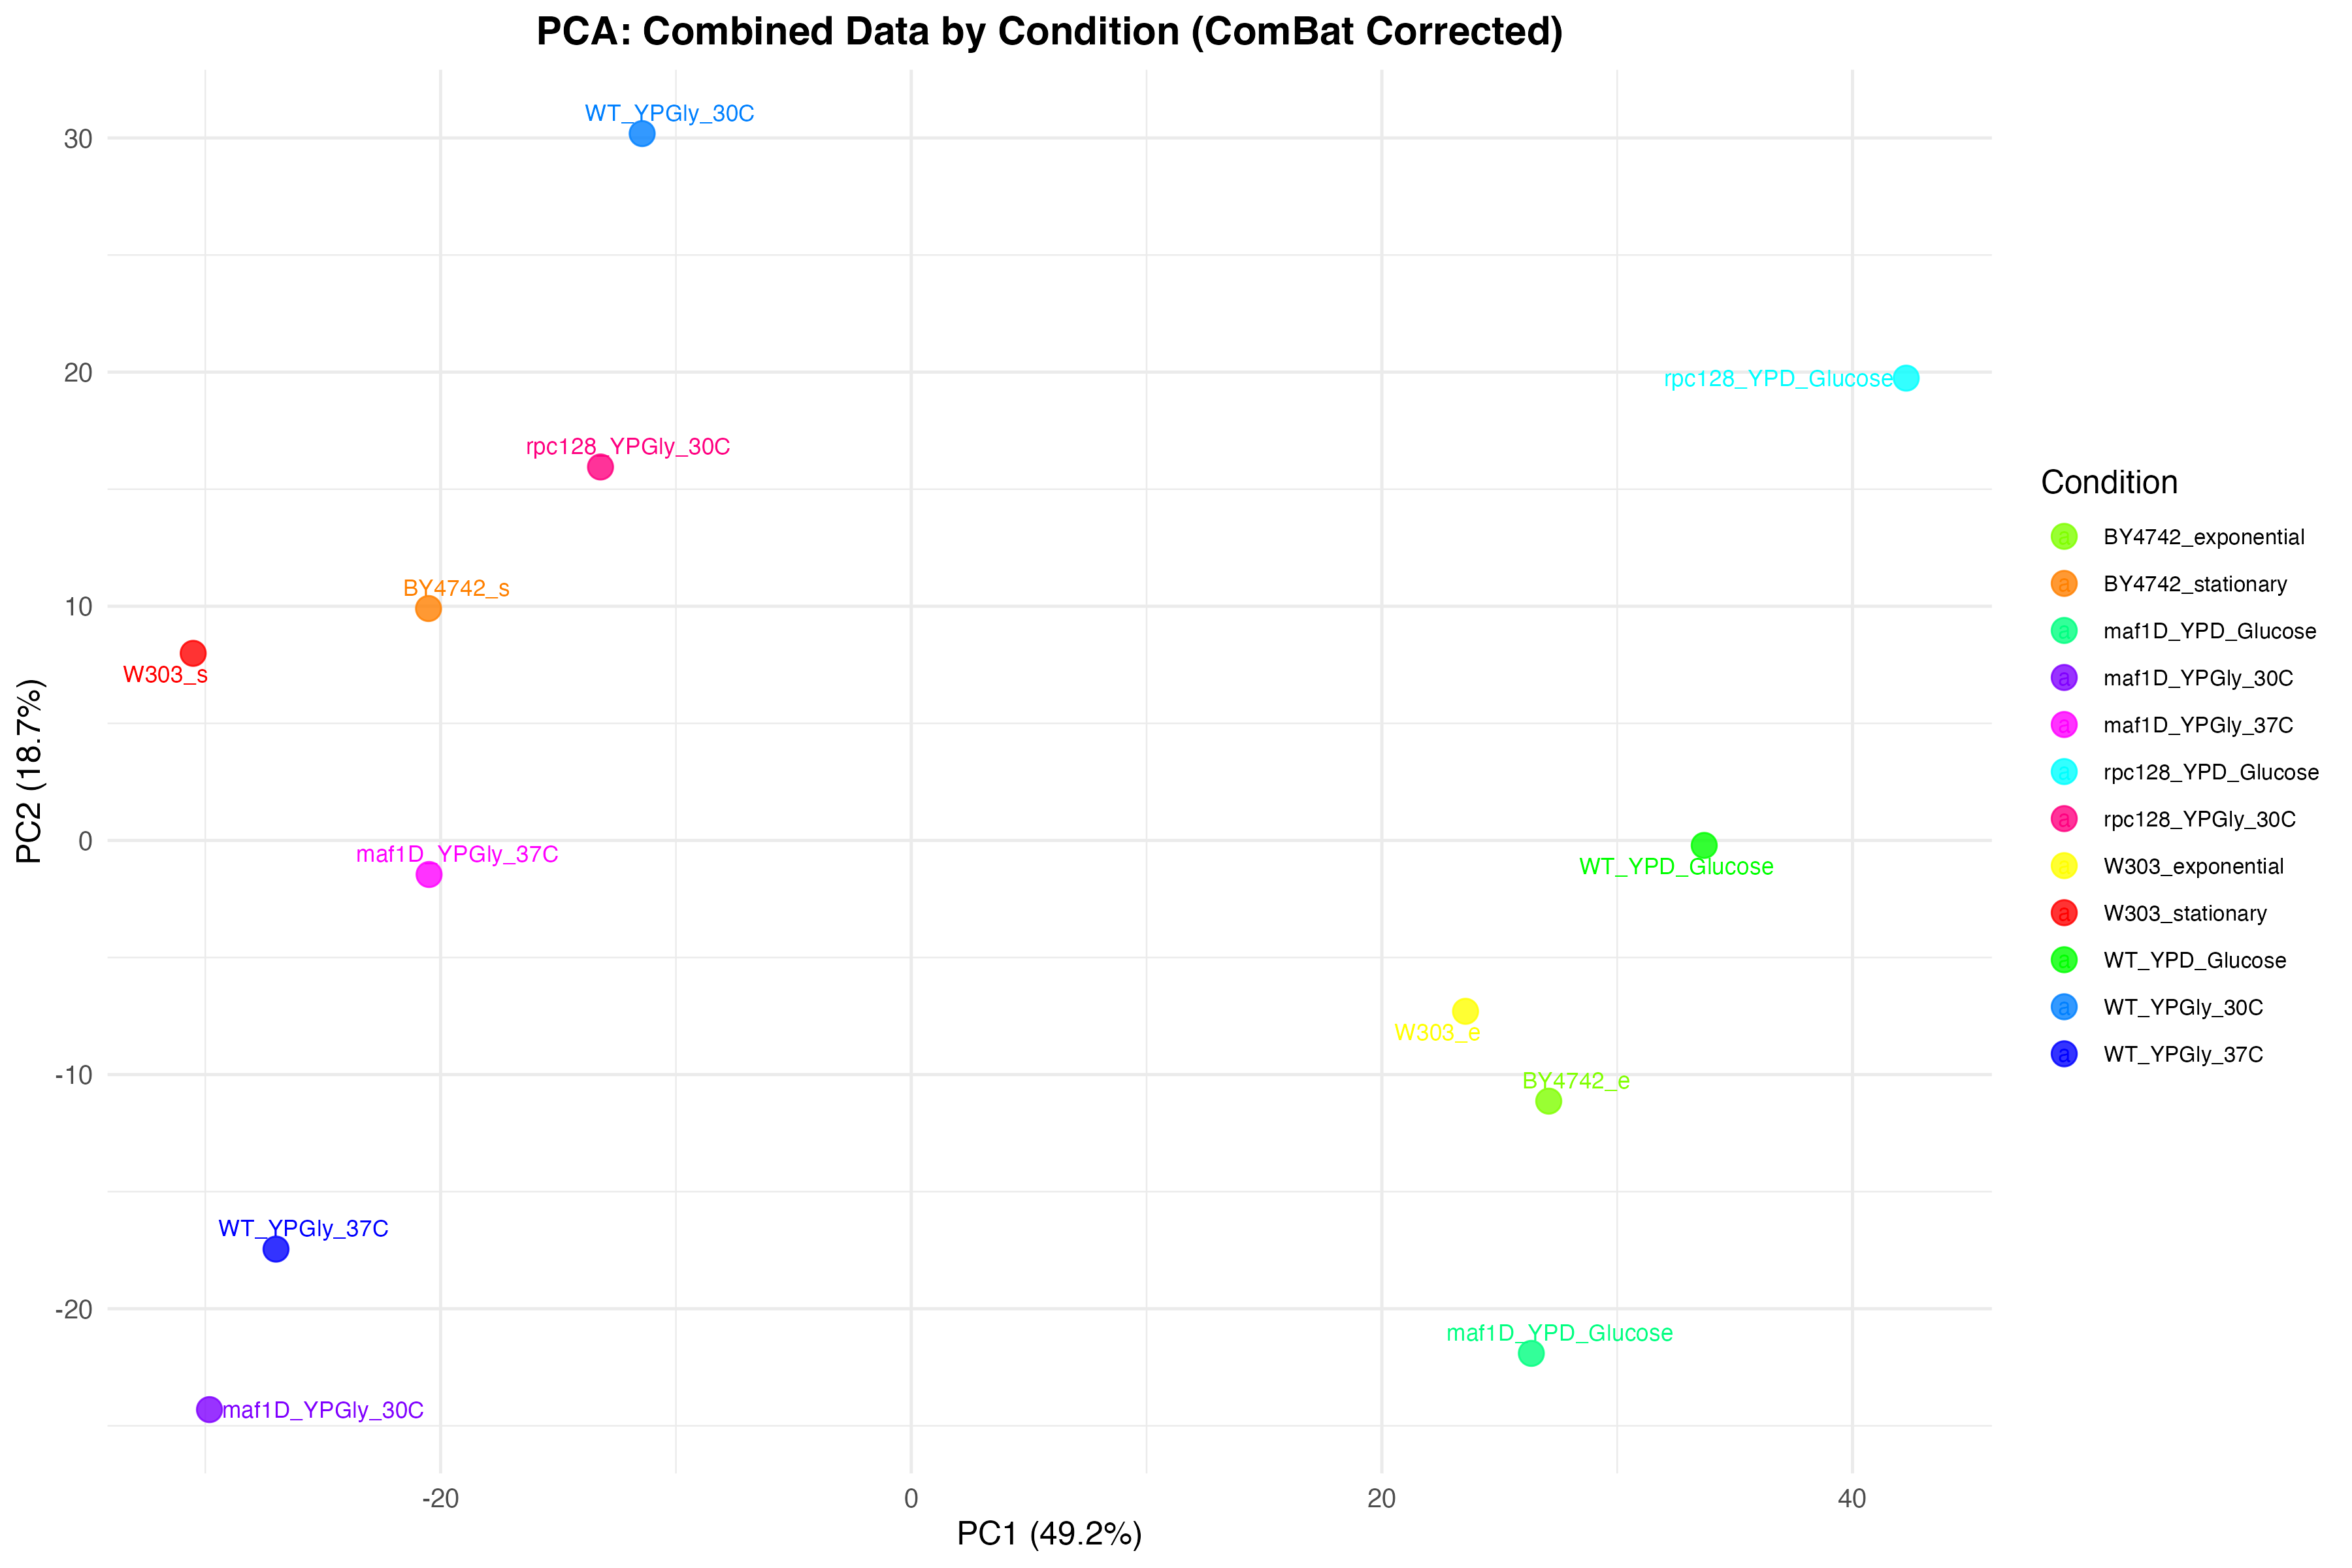 PCA: Combined Data by Condition (ComBat Corrected)
WT_YPGly_30C
30
20
rpc128_YPD_Glucose
rpc128_YPGly_30C
BY4742_s
10
W303_s
PC2 (18.7%)
0
maf1D_YPGly_37C
WT_YPD_Glucose
W303_e
-10
BY4742_e
WT_YPGly_37C
-20
maf1D_YPD_Glucose
maf1D_YPGly_30C
-20 0 20 40
PC1 (49.2%)
Condition
a BY4742_exponential
a BY4742_stationary
a maf1D_YPD_Glucose
a maf1D_YPGly_30C
a maf1D_YPGly_37C
a rpc128_YPD_Glucose
a rpc128_YPGly_30C
a W303_exponential
a W303_stationary
a WT_YPD_Glucose
a WT_YPGly_30C
a WT_YPGly_37C